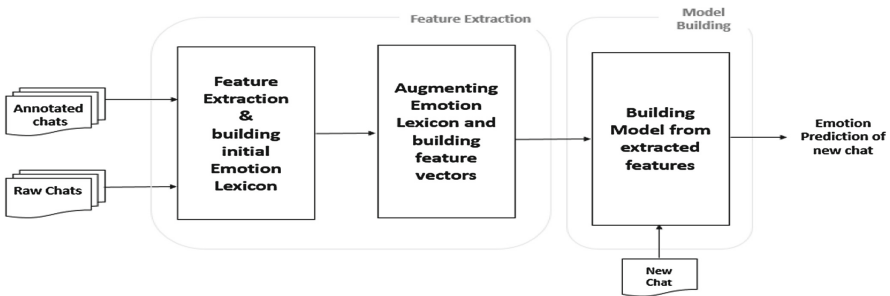 Feature Extraction
Model
Building
Annotated
chats
Raw Chats
Feature
Extraction
&
building
initial
Emotion
Lexicon
Augmenting
Emotion
Lexicon and
building
feature
vectors
Building
Model from
extracted
features
Emotion
Prediction of
new chat
New
Chat